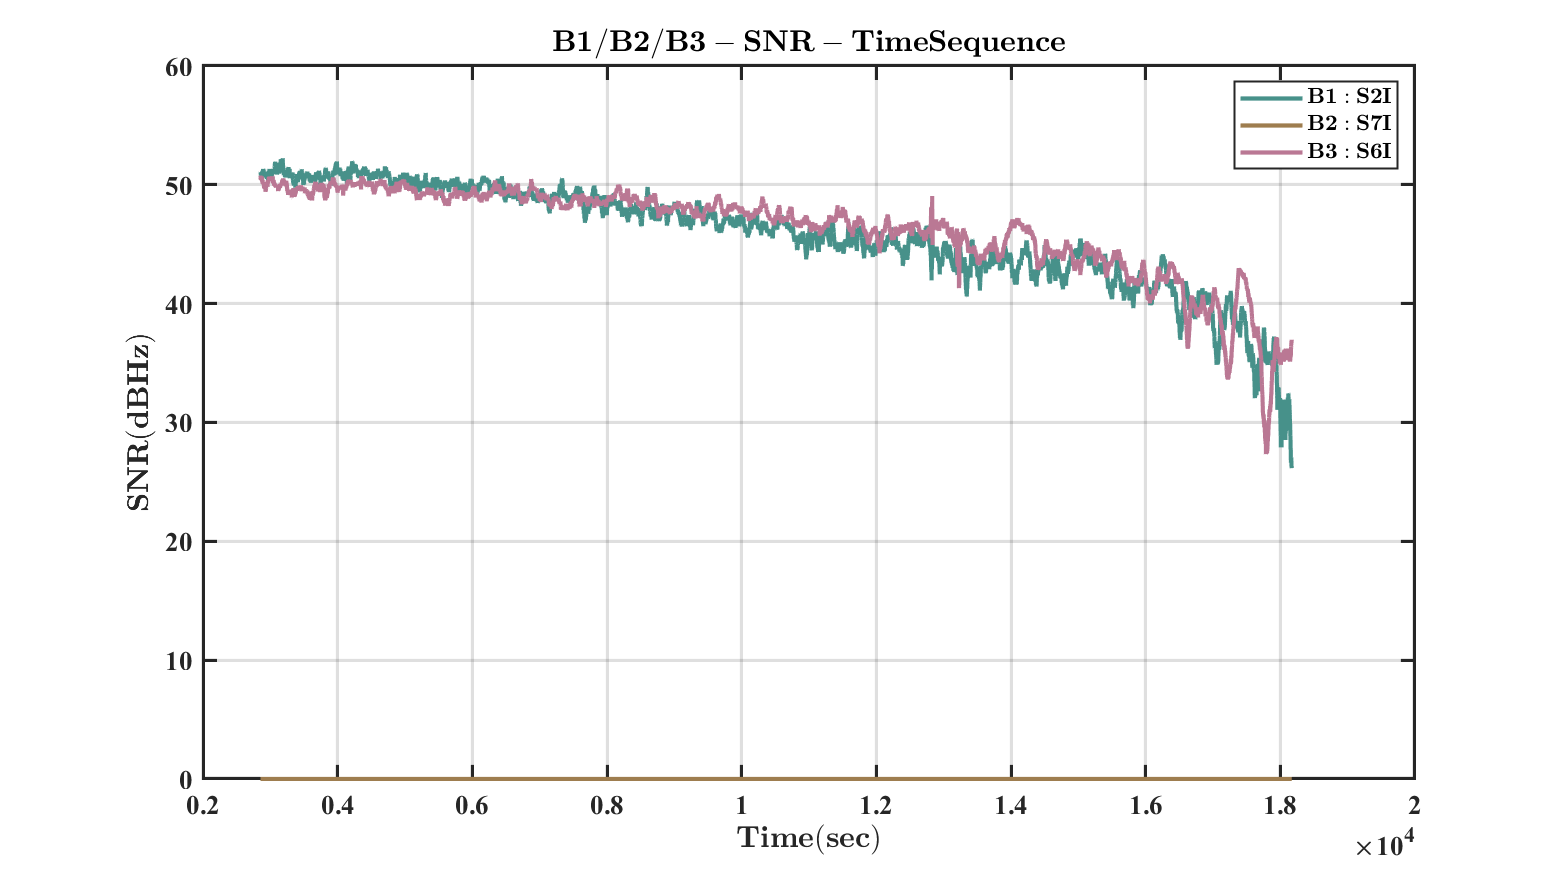 B1/B2/B3 – SNR – TimeSequence
60
B1 : S2I
B2 : S7I
B3 : S6I
50
40
30
20
10
0
SNR(dBHz)
0.2 0.4 0.6 0.8 1 1.2 1.4 1.6 1.8 2
Time(sec)
×10⁴